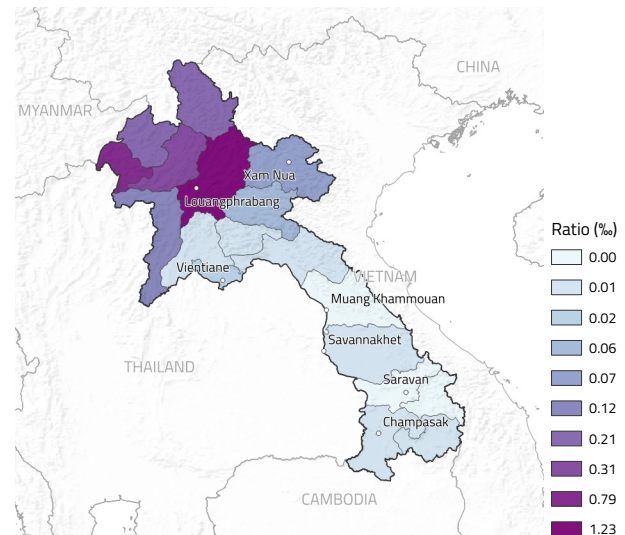 CHINA
MYANMAR
Xam Nua
Louangphrabang
Vientiane
VIETNAM
Muang Khammouan
Savannakhet
THAILAND
Saravan
Champasak
CAMBODIA
Ratio (‰)
0.00
0.01
0.02
0.06
0.07
0.12
0.21
0.31
0.79
1.23